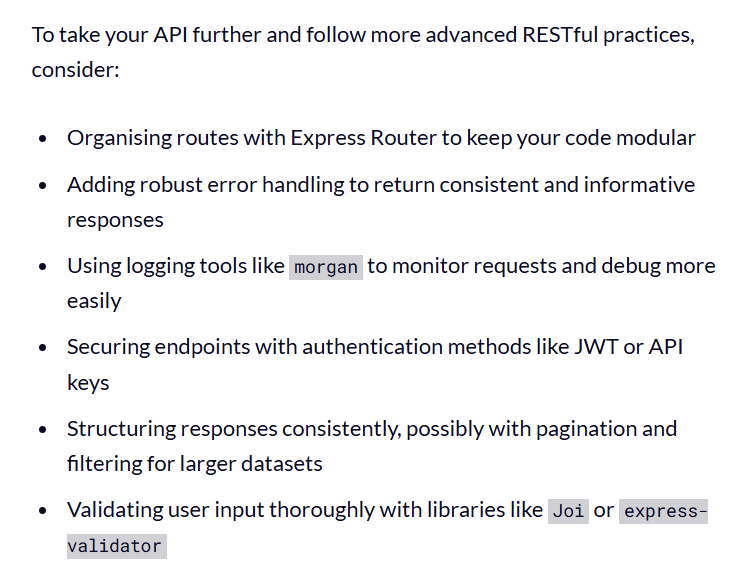 To take your API further and follow more advanced RESTful practices,
consider:
• Organising routes with Express Router to keep your code modular
• Adding robust error handling to return consistent and informative
responses
• Using logging tools like morgan to monitor requests and debug more
easily
• Securing endpoints with authentication methods like JWT or API
keys
• Structuring responses consistently, possibly with pagination and
filtering for larger datasets
• Validating user input thoroughly with libraries like Joi or express-
validator